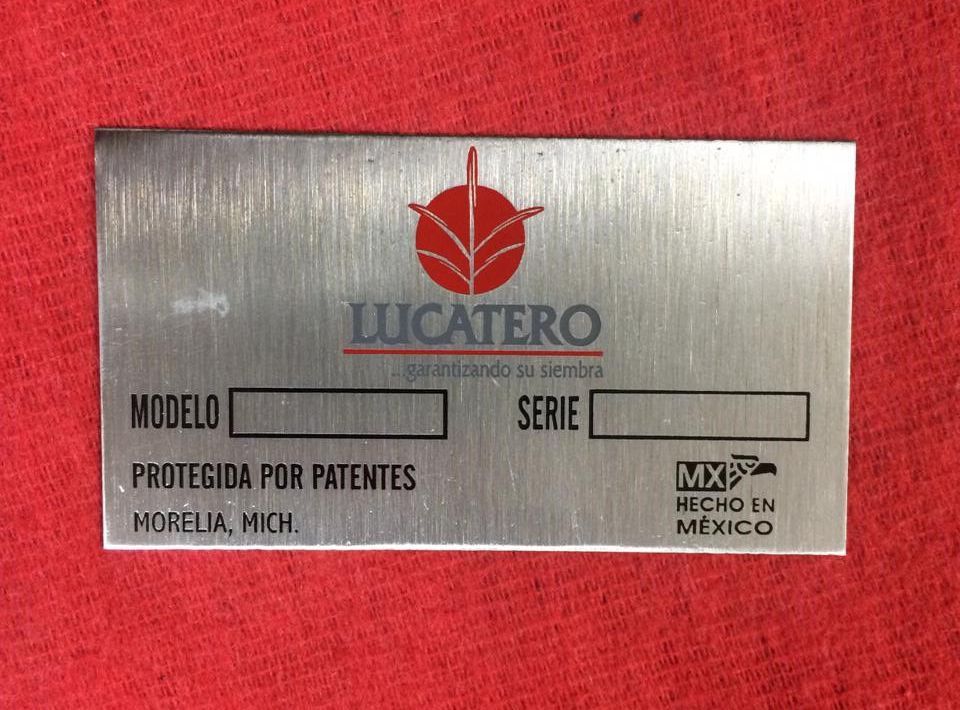 LUCATERO
...garantizando su siembra
MODELO SERIE
PROTEGIDA POR PATENTES
MORELIA, MICH.
MX
HECHO EN
MÉXICO